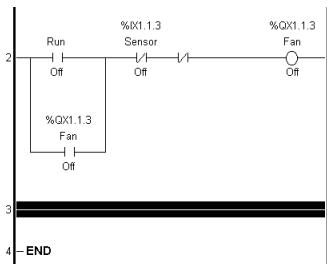 %IX1.1.3 %QX1.1.3
Run Sensor Fan
2
Off Off Off
%QX1.1.3
Fan
Off
3
4 END